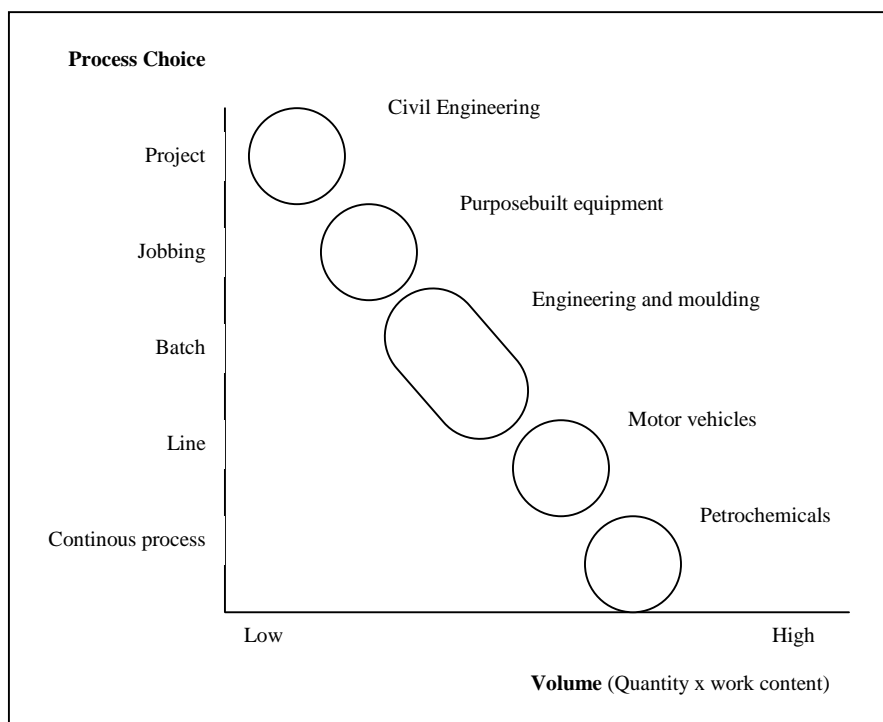 Process Choice
Civil Engineering
Project
Purposebuilt equipment
Jobbing
Engineering and moulding
Batch
Motor vehicles
Line
Petrochemicals
Continous process
Low
High
Volume (Quantity x work content)